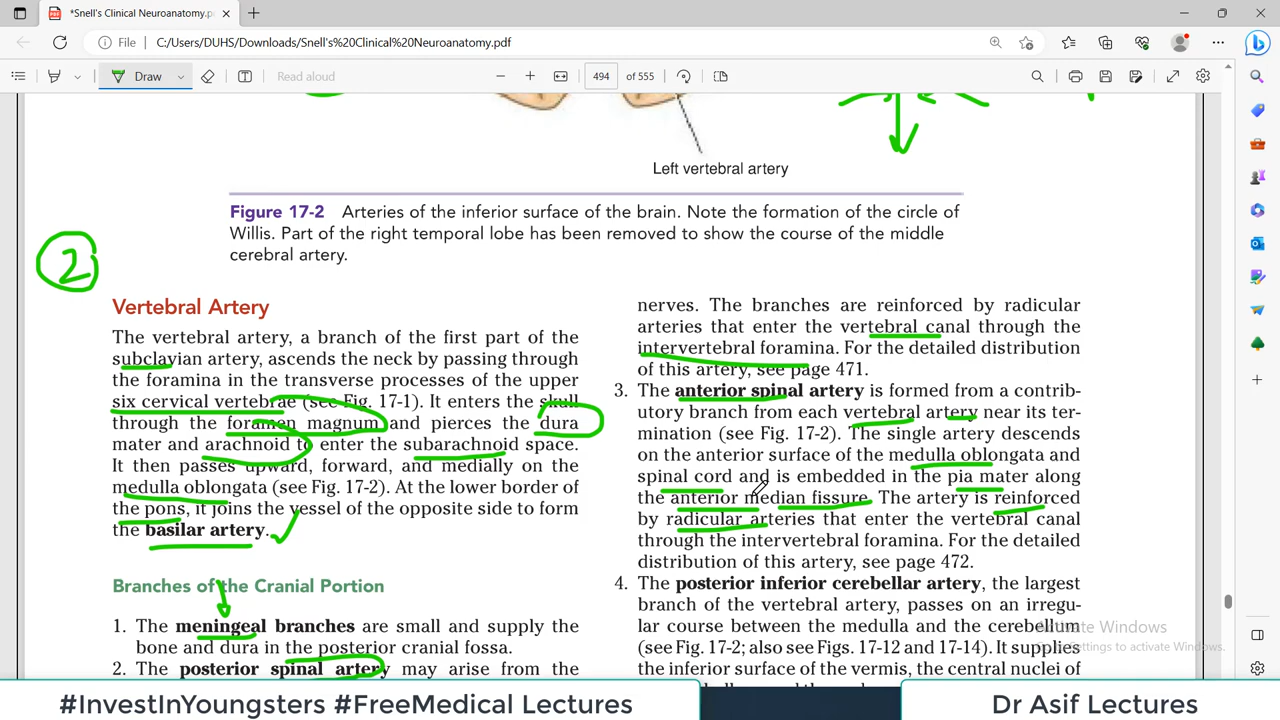 *Snell's Clinical Neuroanatomy.p
File C:/Users/DUHS/Downloads/Snell's%20Clinical%20Neuroanatomy.pdf
Draw Read aloud 494 of 555
Left vertebral artery
Figure 17-2 Arteries of the inferior surface of the brain. Note the formation of the circle of
Willis. Part of the right temporal lobe has been removed to show the course of the middle
cerebral artery.
2
Vertebral Artery
The vertebral artery, a branch of the first part of the
subclavian artery, ascends the neck by passing through
the foramina in the transverse processes of the upper
six cervical vertebrae (see Fig. 17-1). It enters the skull
through the foramen magnum and pierces the dura
mater and arachnoid to enter the subarachnoid space.
It then passes upward, forward, and medially on the
medulla oblongata (see Fig. 17-2). At the lower border of
the pons, it joins the vessel of the opposite side to form
the basilar artery.
Branches of the Cranial Portion
1. The meningeal branches are small and supply the
bone and dura in the posterior cranial fossa.
2. The posterior spinal artery may arise from the
nerves. The branches are reinforced by radicular
arteries that enter the vertebral canal through the
intervertebral foramina. For the detailed distribution
of this artery, see page 471.
3. The anterior spinal artery is formed from a contrib-
utory branch from each vertebral artery near its ter-
mination (see Fig. 17-2). The single artery descends
on the anterior surface of the medulla oblongata and
spinal cord and is embedded in the pia mater along
the anterior median fissure. The artery is reinforced
by radicular arteries that enter the vertebral canal
through the intervertebral foramina. For the detailed
distribution of this artery, see page 472.
4. The posterior inferior cerebellar artery, the largest
branch of the vertebral artery, passes on an irregu-
lar course between the medulla and the cerebellum
(see Fig. 17-2; also see Figs. 17-12 and 17-14). It supplies
the inferior surface of the vermis, the central nuclei of
Activate Windows
Go to Settings to activate Windows.
#InvestInYoungsters #FreeMedical Lectures
Dr Asif Lectures